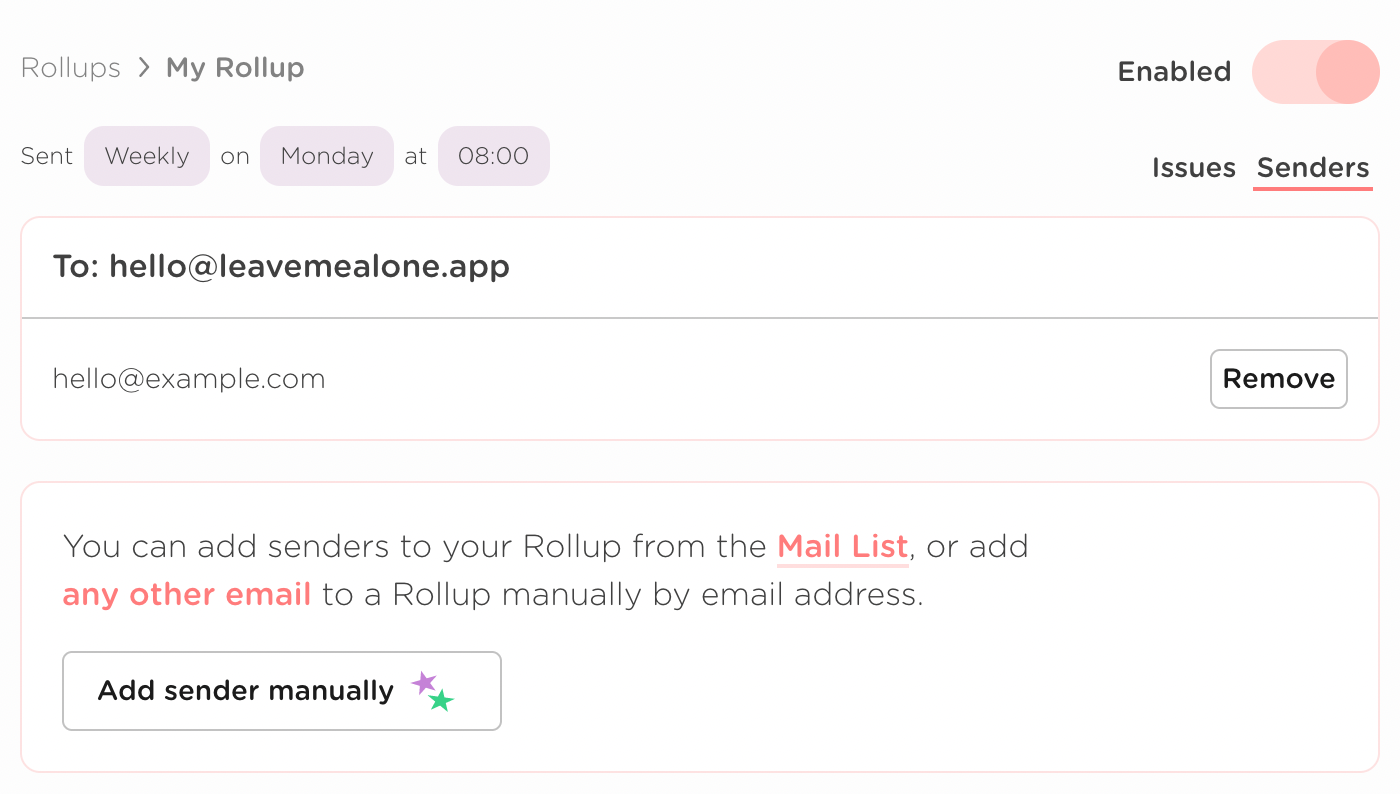 Rollups > My Rollup
Enabled
Sent Weekly on Monday at 08:00
Issues Senders
To: hello@leavemealone.app
hello@example.com
Remove
You can add senders to your Rollup from the Mail List, or add
any other email to a Rollup manually by email address.
Add sender manually